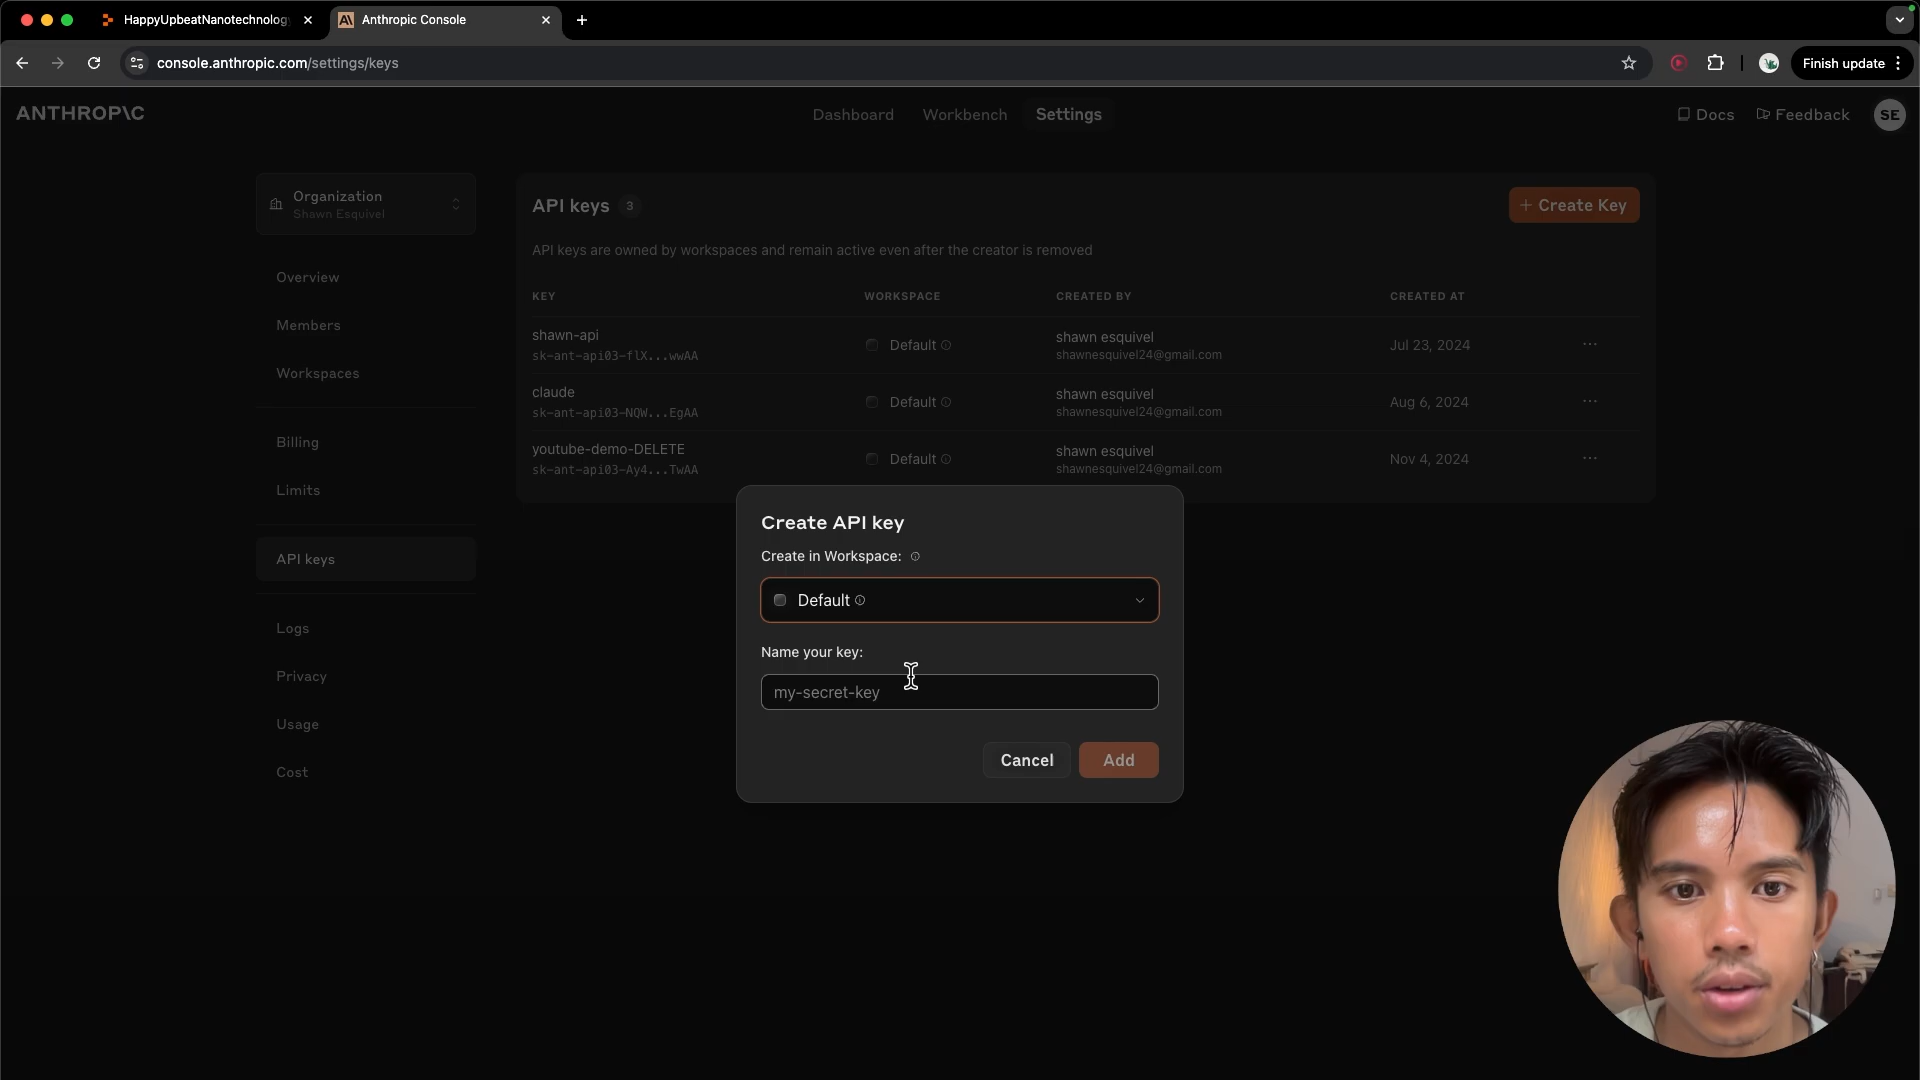 HappyUpbeatNanotechnology
Anthropic Console
console.anthropic.com/settings/keys
Finish update
ANTHROP\C
Dashboard
Workbench
Settings
Docs
Feedback
SE
Organization
Shawn Esquivel
Overview
Members
Workspaces
Billing
Limits
API keys
Logs
Privacy
Usage
Cost
API keys 3
+ Create Key
API keys are owned by workspaces and remain active even after the creator is removed
KEY WORKSPACE CREATED BY CREATED AT
shawn-api
sk-ant-api03-flX...wwAA
Default
shawn esquivel
shawnesquivel24@gmail.com
Jul 23, 2024
claude
sk-ant-api03-NQW...EgAA
Default
shawn esquivel
shawnesquivel24@gmail.com
Aug 6, 2024
youtube-demo-DELETE
sk-ant-api03-Ay4...TwAA
Default
shawn esquivel
shawnesquivel24@gmail.com
Nov 4, 2024
Create API key
Create in Workspace:
Default
Name your key:
my-secret-key
Cancel
Add